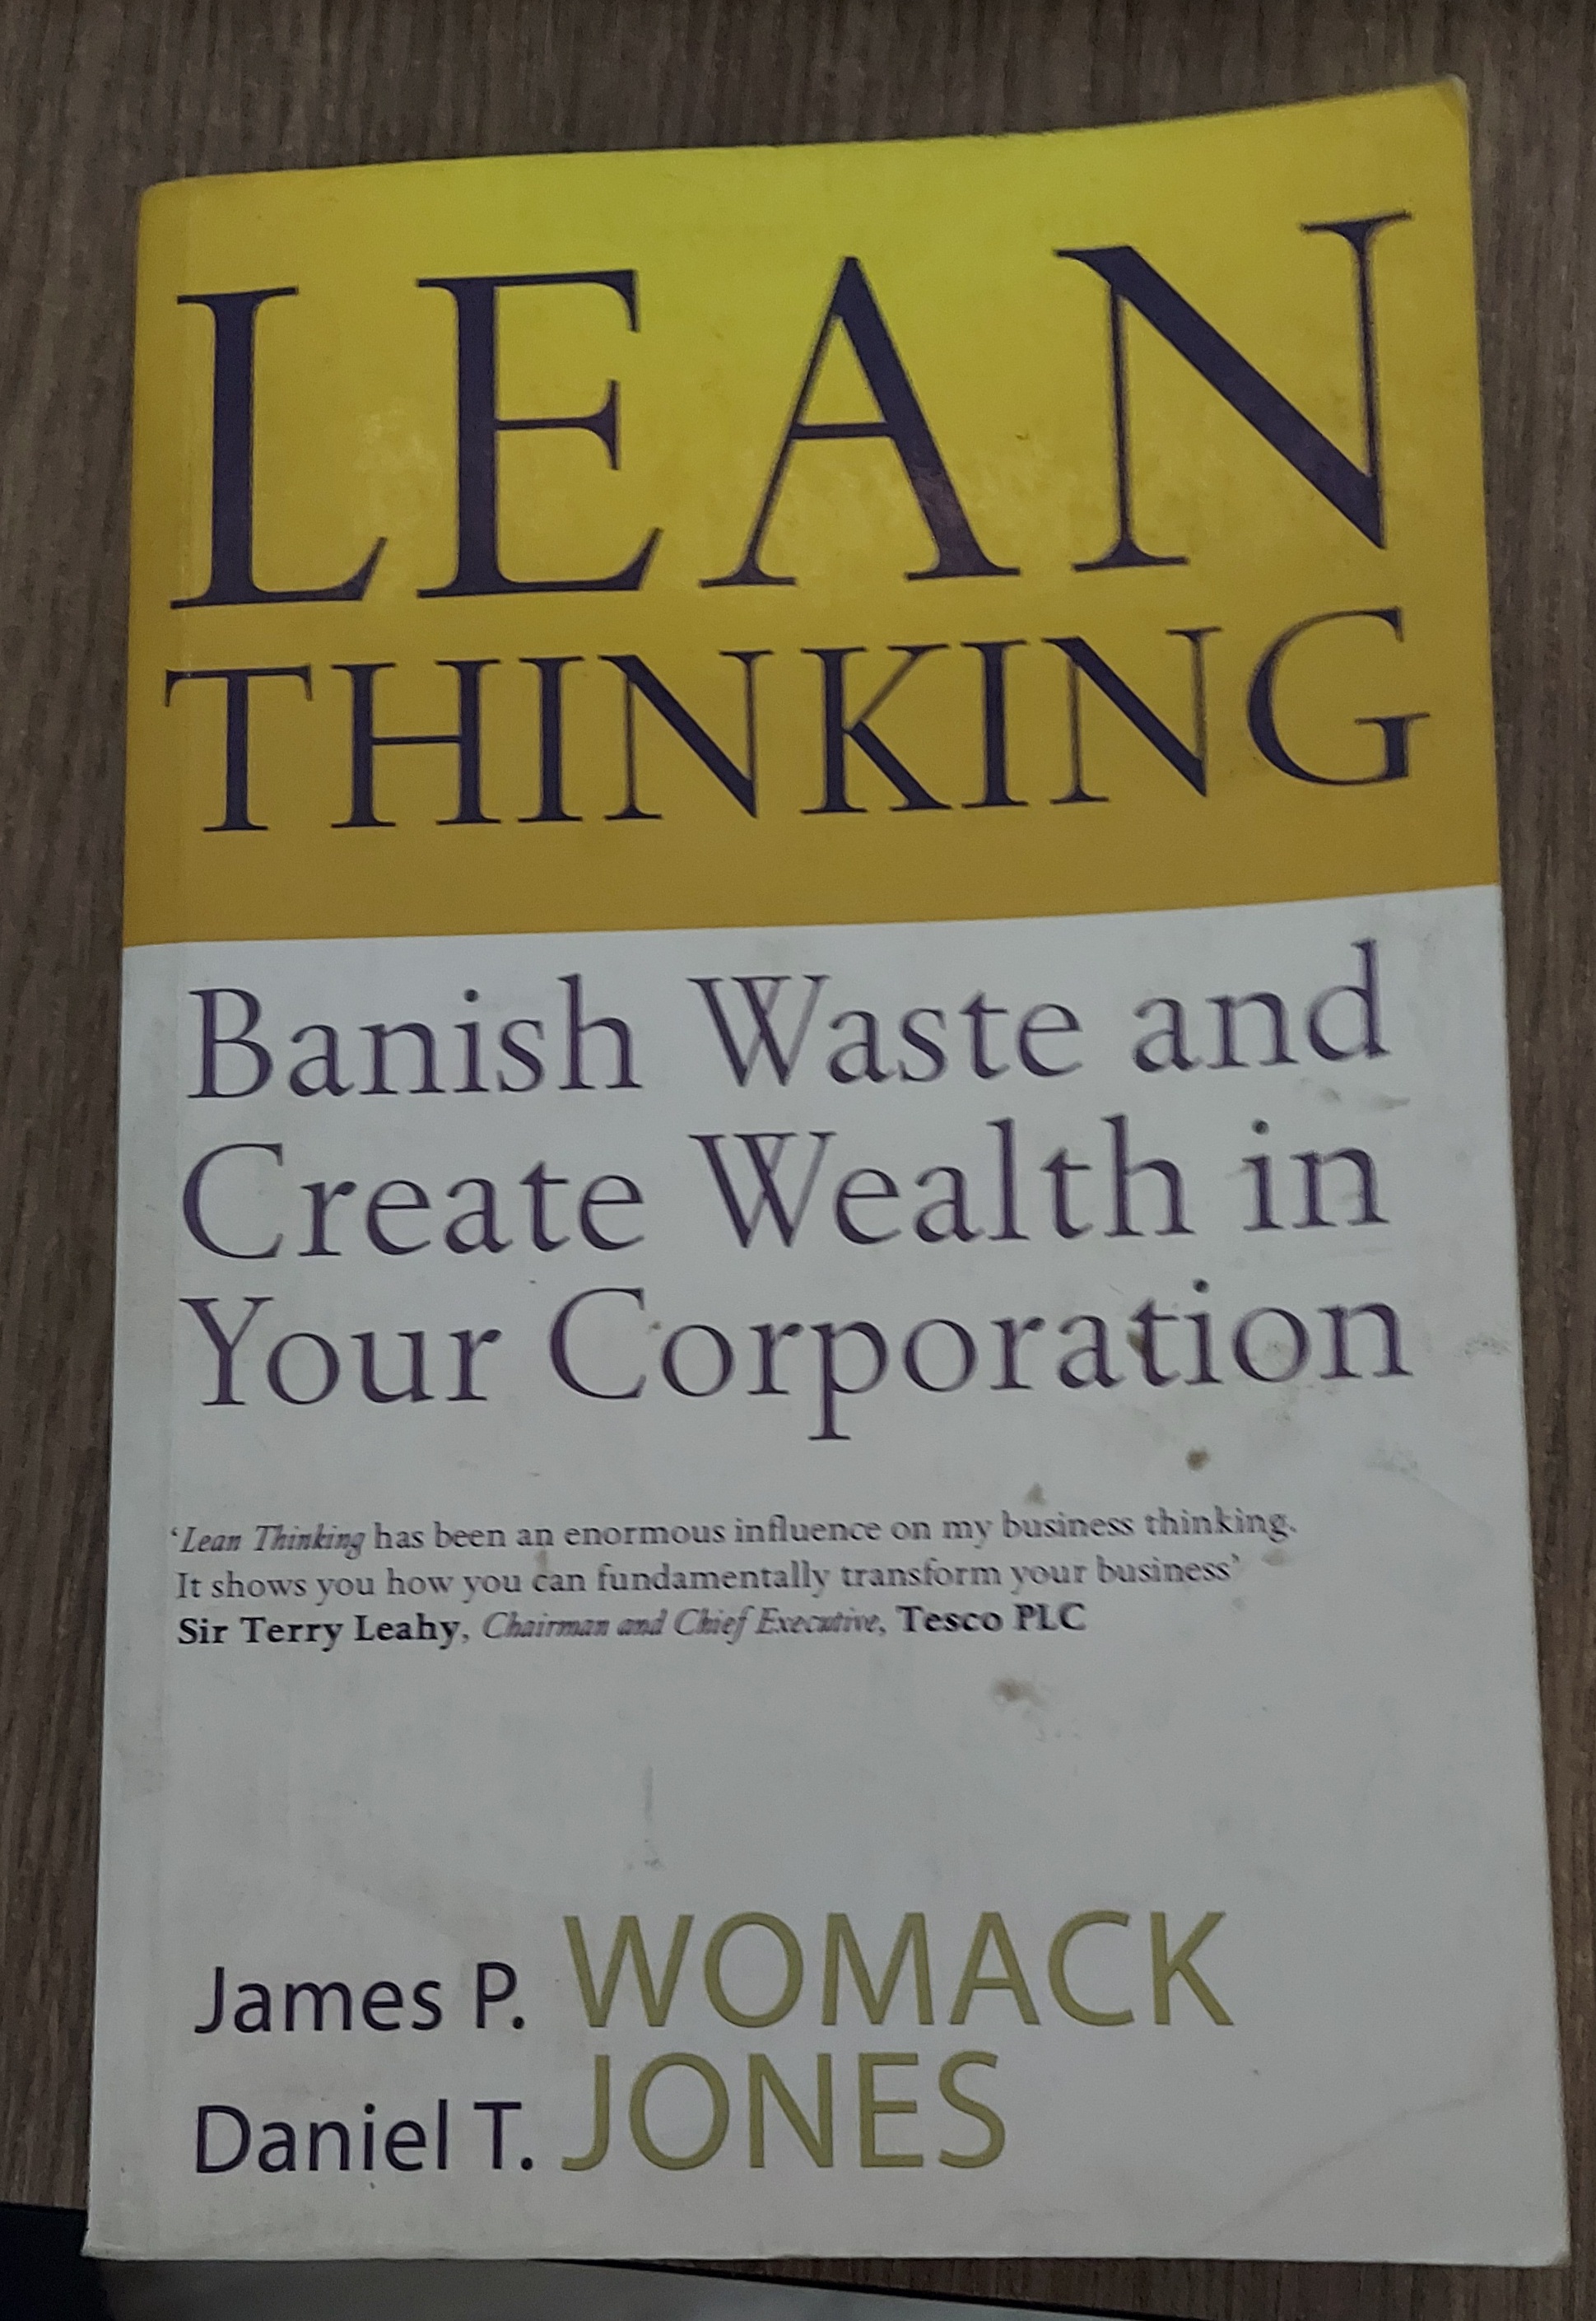 LEAN
THINKING
Banish Waste and
Create Wealth in
Your Corporation
‘Lean Thinking has been an enormous influence on my business thinking.
It shows you how you can fundamentally transform your business’
Sir Terry Leahy, Chairman and Chief Executive, Tesco PLC
James P. WOMACK
Daniel T. JONES